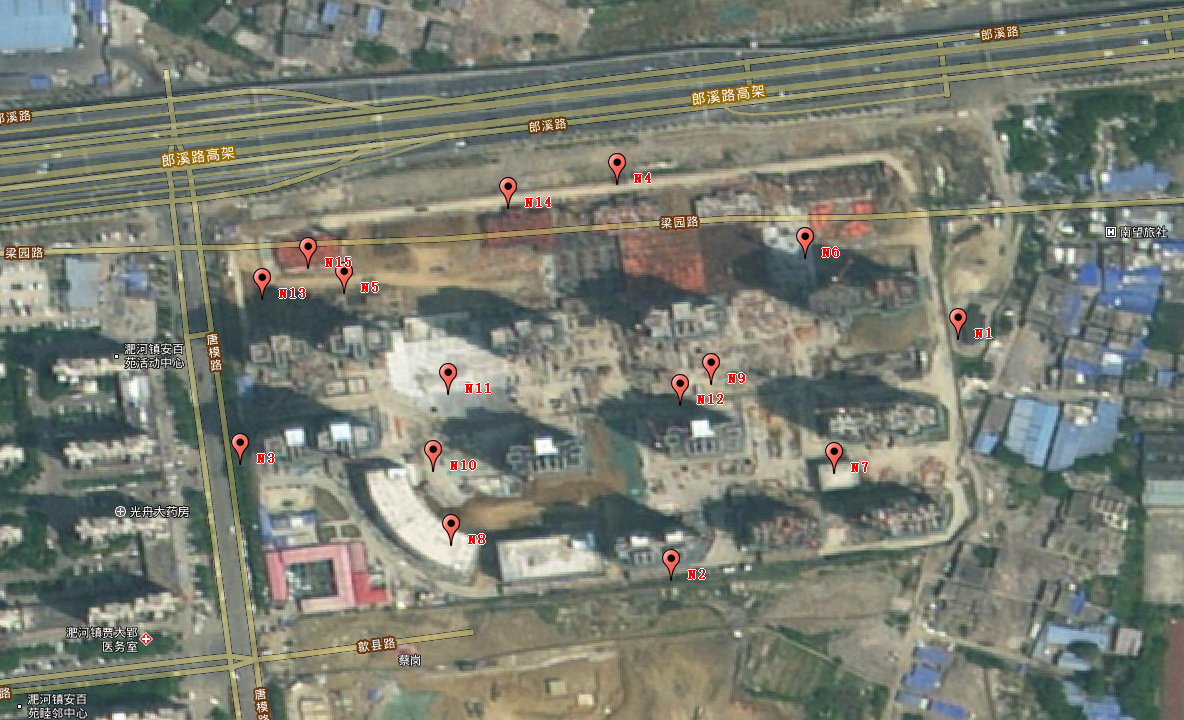 郎溪路
郎溪路高架
郎溪路
郎溪路
郎溪路高架
N4
N14
梁园路
南望旅社
N6
梁园路
N15
N5
N13
N1
唐模路
淝河镇安百
苑活动中心
N9
N11
N12
N3
N10
N7
光舟大药房
N8
N2
淝河镇贾大郢
医务室
歙县路
蔡岗
路
淝河镇安百
苑睦邻中心
唐模路